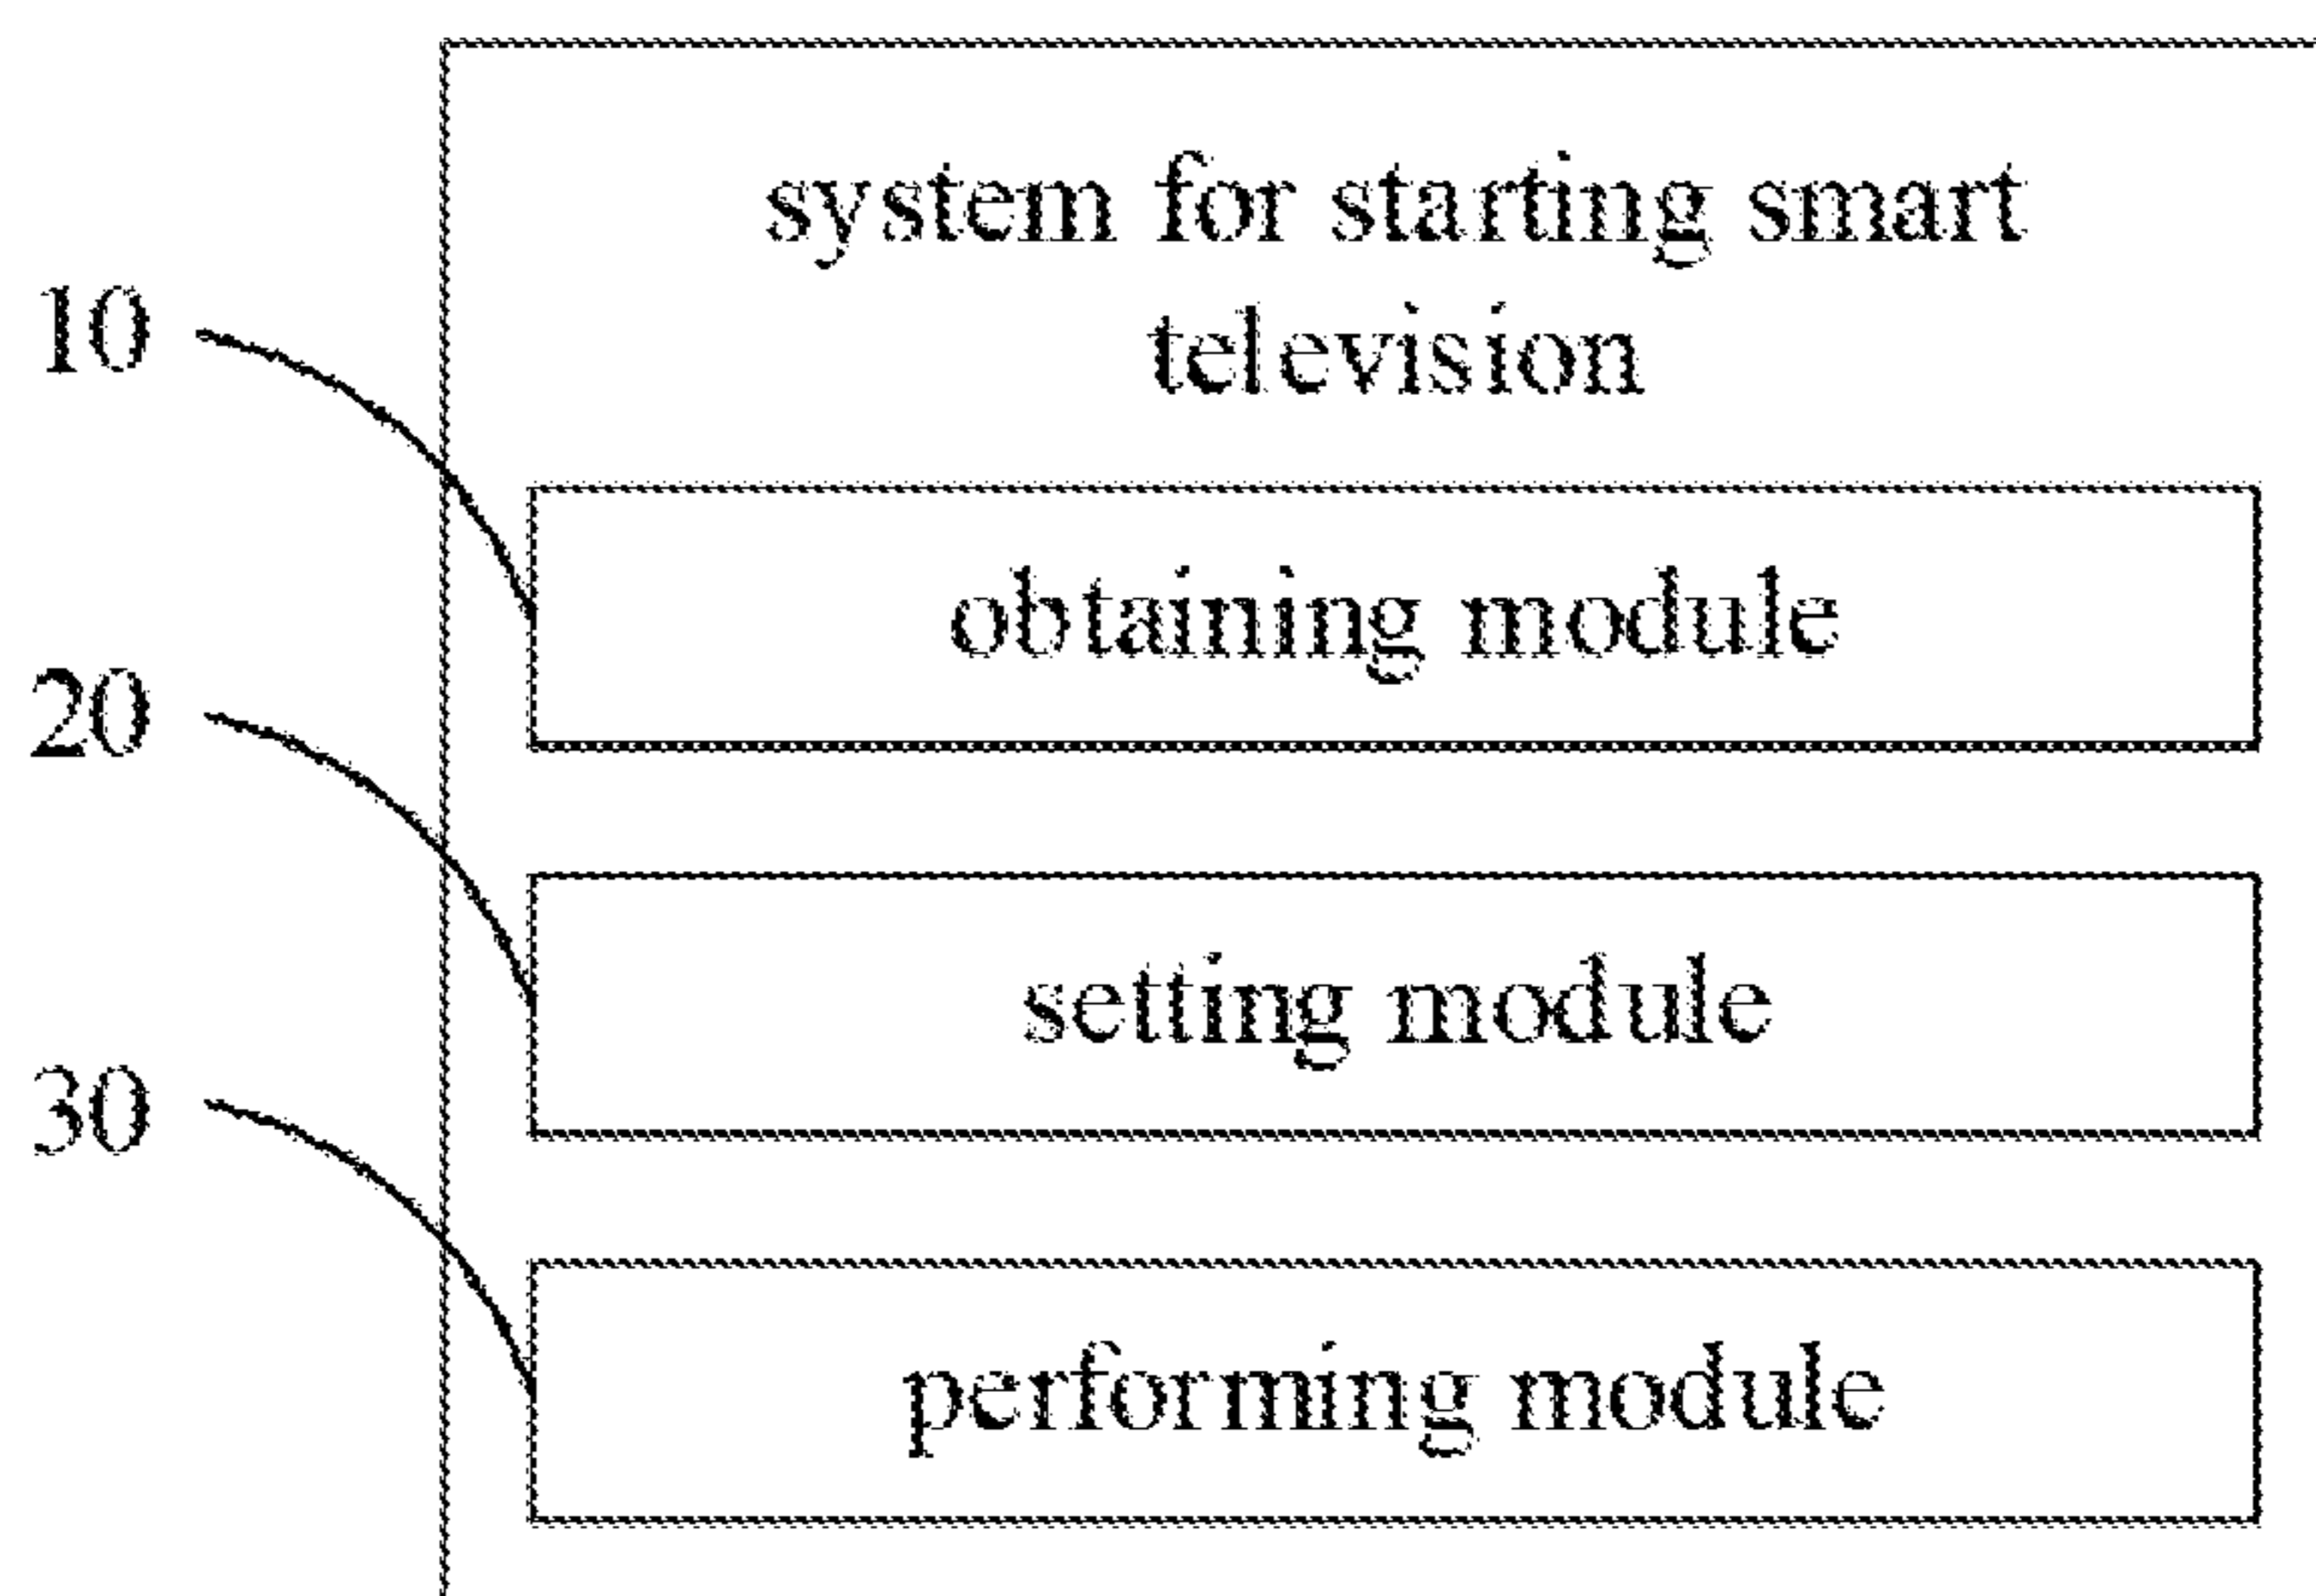 system for starting smart
television
10
obtaining module
20
setting module
30
performing module